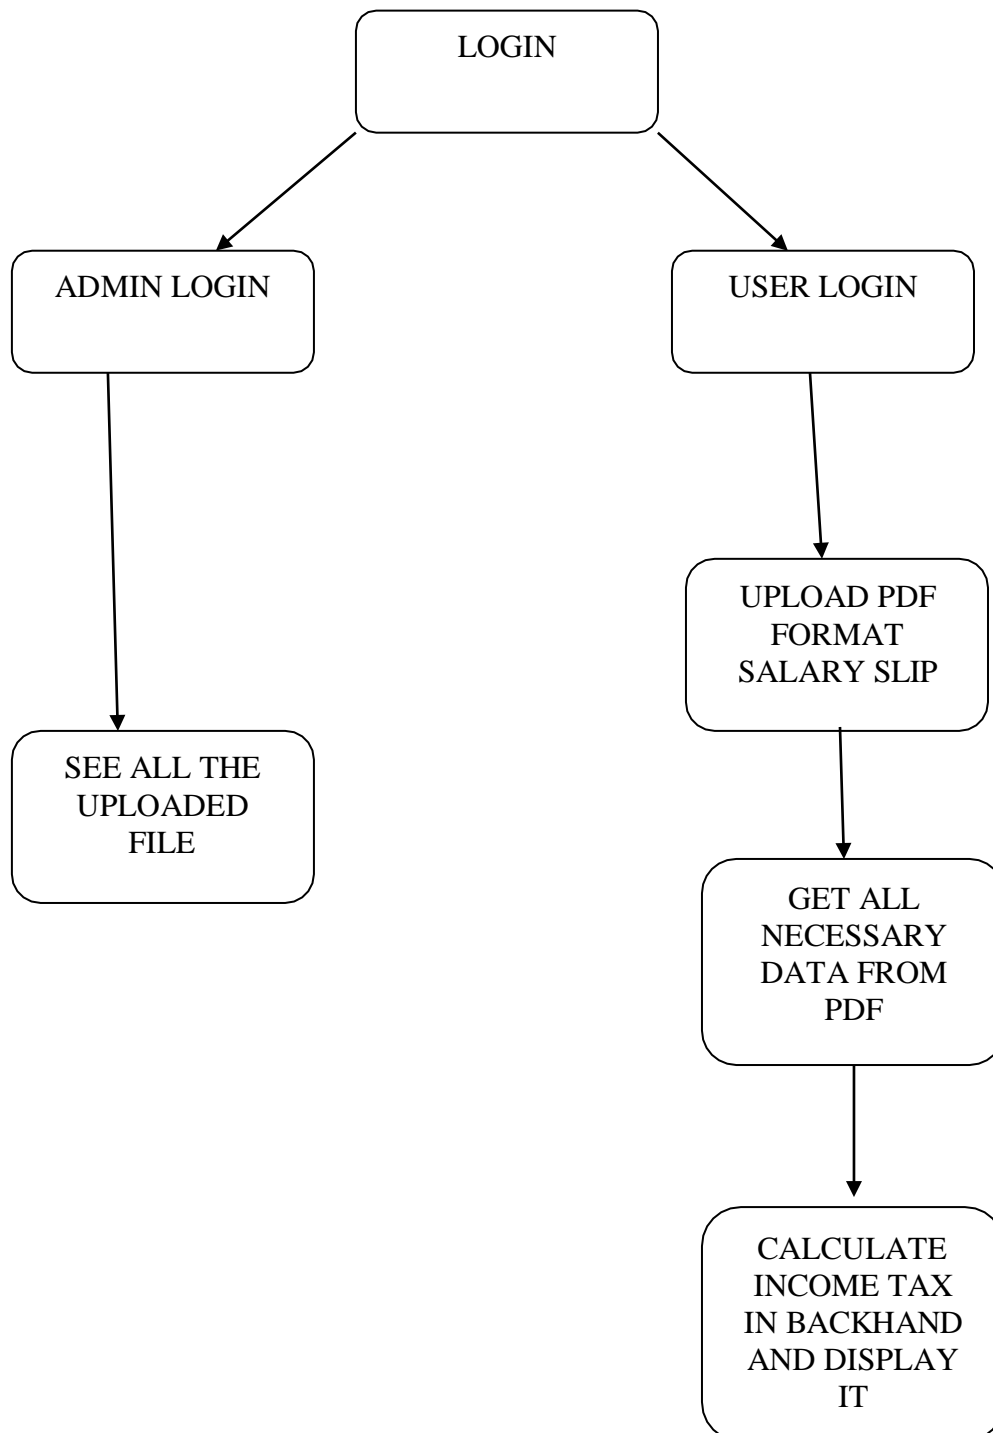 LOGIN
ADMIN LOGIN
USER LOGIN
UPLOAD PDF
FORMAT
SALARY SLIP
SEE ALL THE
UPLOADED
FILE
GET ALL
NECESSARY
DATA FROM
PDF
CALCULATE
INCOME TAX
IN BACKHAND
AND DISPLAY
IT